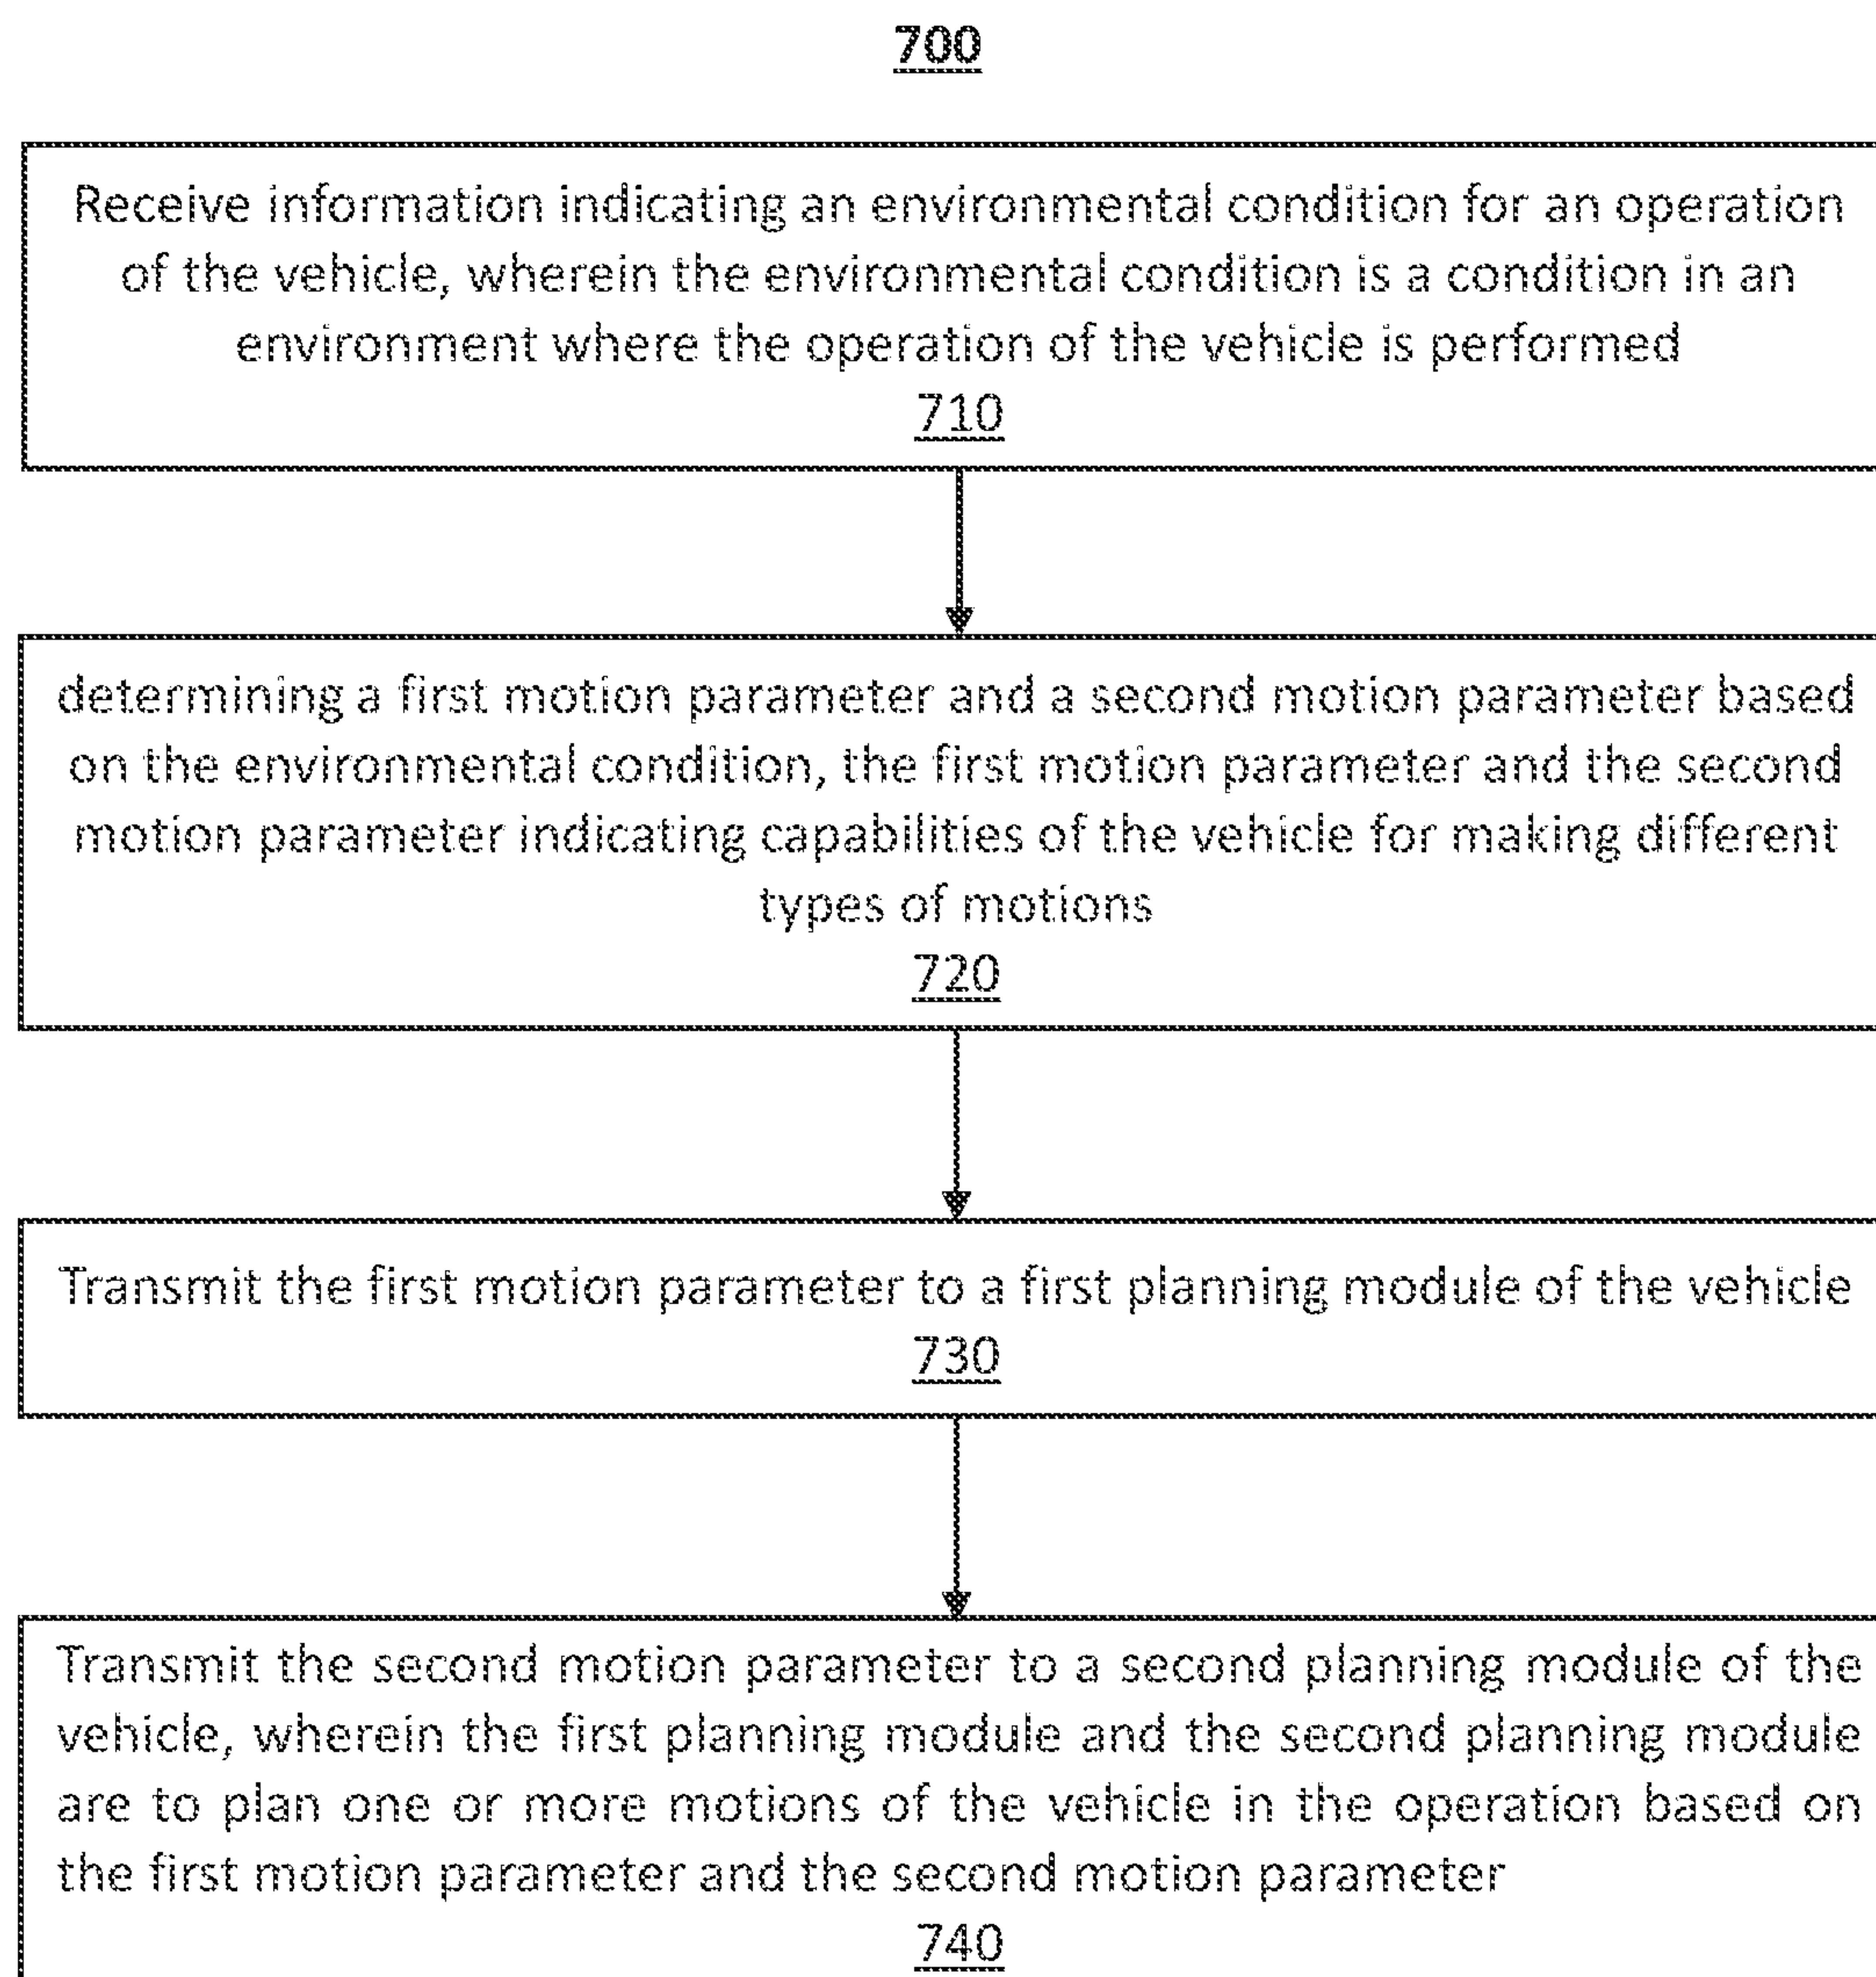 700
Receive information indicating an environmental condition for an operation
of the vehicle, wherein the environmental condition is a condition in an
environment where the operation of the vehicle is performed
710
determining a first motion parameter and a second motion parameter based
on the environmental condition, the first motion parameter and the second
motion parameter indicating capabilities of the vehicle for making different
types of motions
720
Transmit the first motion parameter to a first planning module of the vehicle
730
Transmit the second motion parameter to a second planning module of the
vehicle, wherein the first planning module and the second planning module
are to plan one or more motions of the vehicle in the operation based on
the first motion parameter and the second motion parameter
740